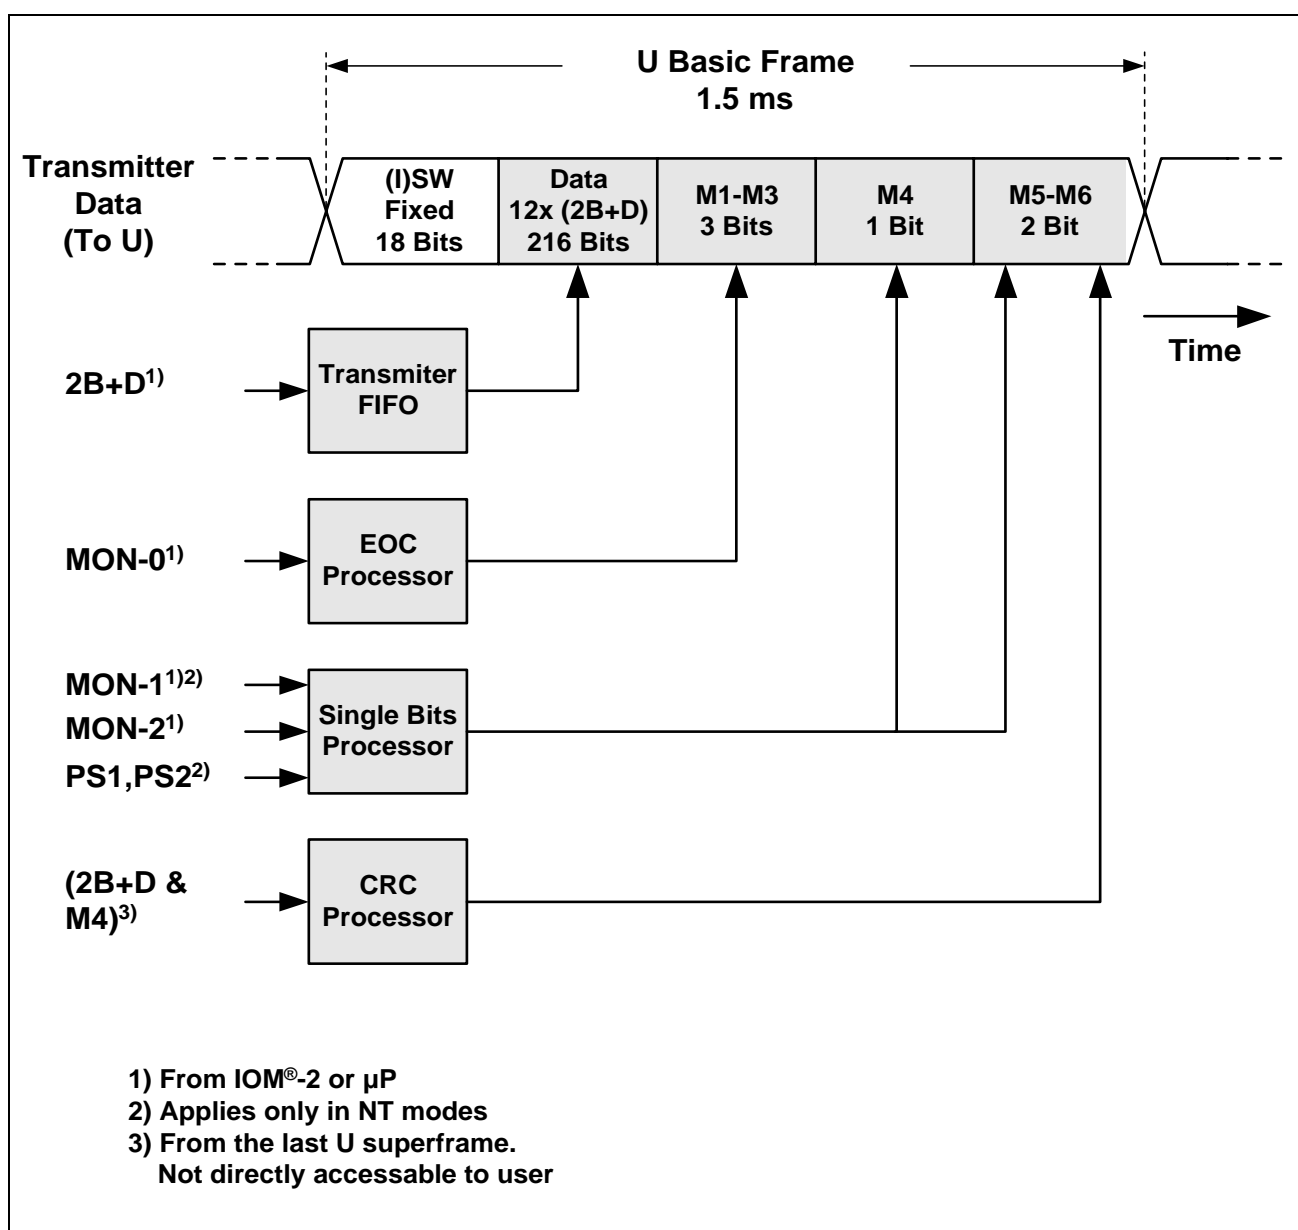 U Basic Frame
1.5 ms
Transmitter
Data
(To U)
(I)SW
Fixed
18 Bits
Data
12x (2B+D)
216 Bits
M1-M3
3 Bits
M4
1 Bit
M5-M6
2 Bit
Time
2B+D1)
Transmiter
FIFO
MON-01)
EOC
Processor
MON-11)2)
MON-21)
PS1,PS22)
Single Bits
Processor
(2B+D &
M4)3)
CRC
Processor
1) From IOM®-2 or µP
2) Applies only in NT modes
3) From the last U superframe.
Not directly accessable to user